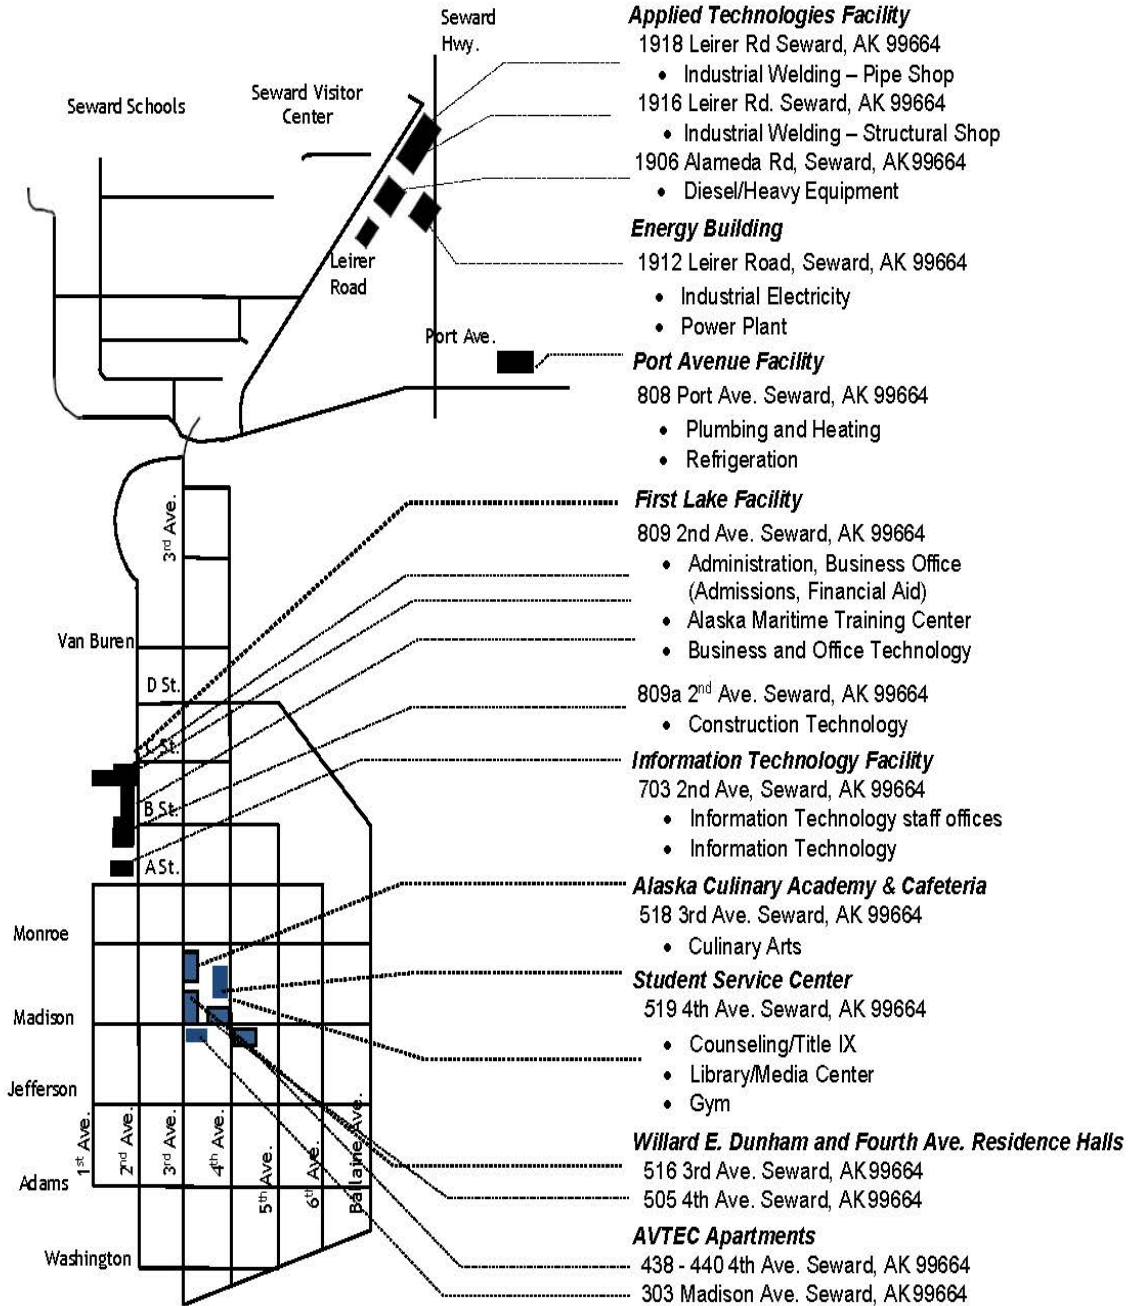 Seward
Hwy.
Seward Schools
Seward Visitor
Center
Leirer
Road
Port Ave.
3rd Ave.
Van Buren
D St.
C St.
B St.
A St.
Monroe
Madison
Jefferson
Adams
Washington
1st Ave.
2nd Ave.
3rd Ave.
4th Ave.
5th Ave.
6th Ave.
Ballaine Ave.
Applied Technologies Facility
1918 Leirer Rd Seward, AK 99664
• Industrial Welding – Pipe Shop
1916 Leirer Rd. Seward, AK 99664
• Industrial Welding – Structural Shop
1906 Alameda Rd, Seward, AK99664
• Diesel/Heavy Equipment
Energy Building
1912 Leirer Road, Seward, AK 99664
• Industrial Electricity
• Power Plant
Port Avenue Facility
808 Port Ave. Seward, AK 99664
• Plumbing and Heating
• Refrigeration
First Lake Facility
809 2nd Ave. Seward, AK 99664
• Administration, Business Office
(Admissions, Financial Aid)
• Alaska Maritime Training Center
• Business and Office Technology
809a 2nd Ave. Seward, AK 99664
• Construction Technology
Information Technology Facility
703 2nd Ave, Seward, AK 99664
• Information Technology staff offices
• Information Technology
Alaska Culinary Academy & Cafeteria
518 3rd Ave. Seward, AK 99664
• Culinary Arts
Student Service Center
519 4th Ave. Seward, AK 99664
• Counseling/Title IX
• Library/Media Center
• Gym
Willard E. Dunham and Fourth Ave. Residence Halls
516 3rd Ave. Seward, AK99664
505 4th Ave. Seward, AK99664
AVTEC Apartments
438 - 440 4th Ave. Seward, AK 99664
303 Madison Ave. Seward, AK99664